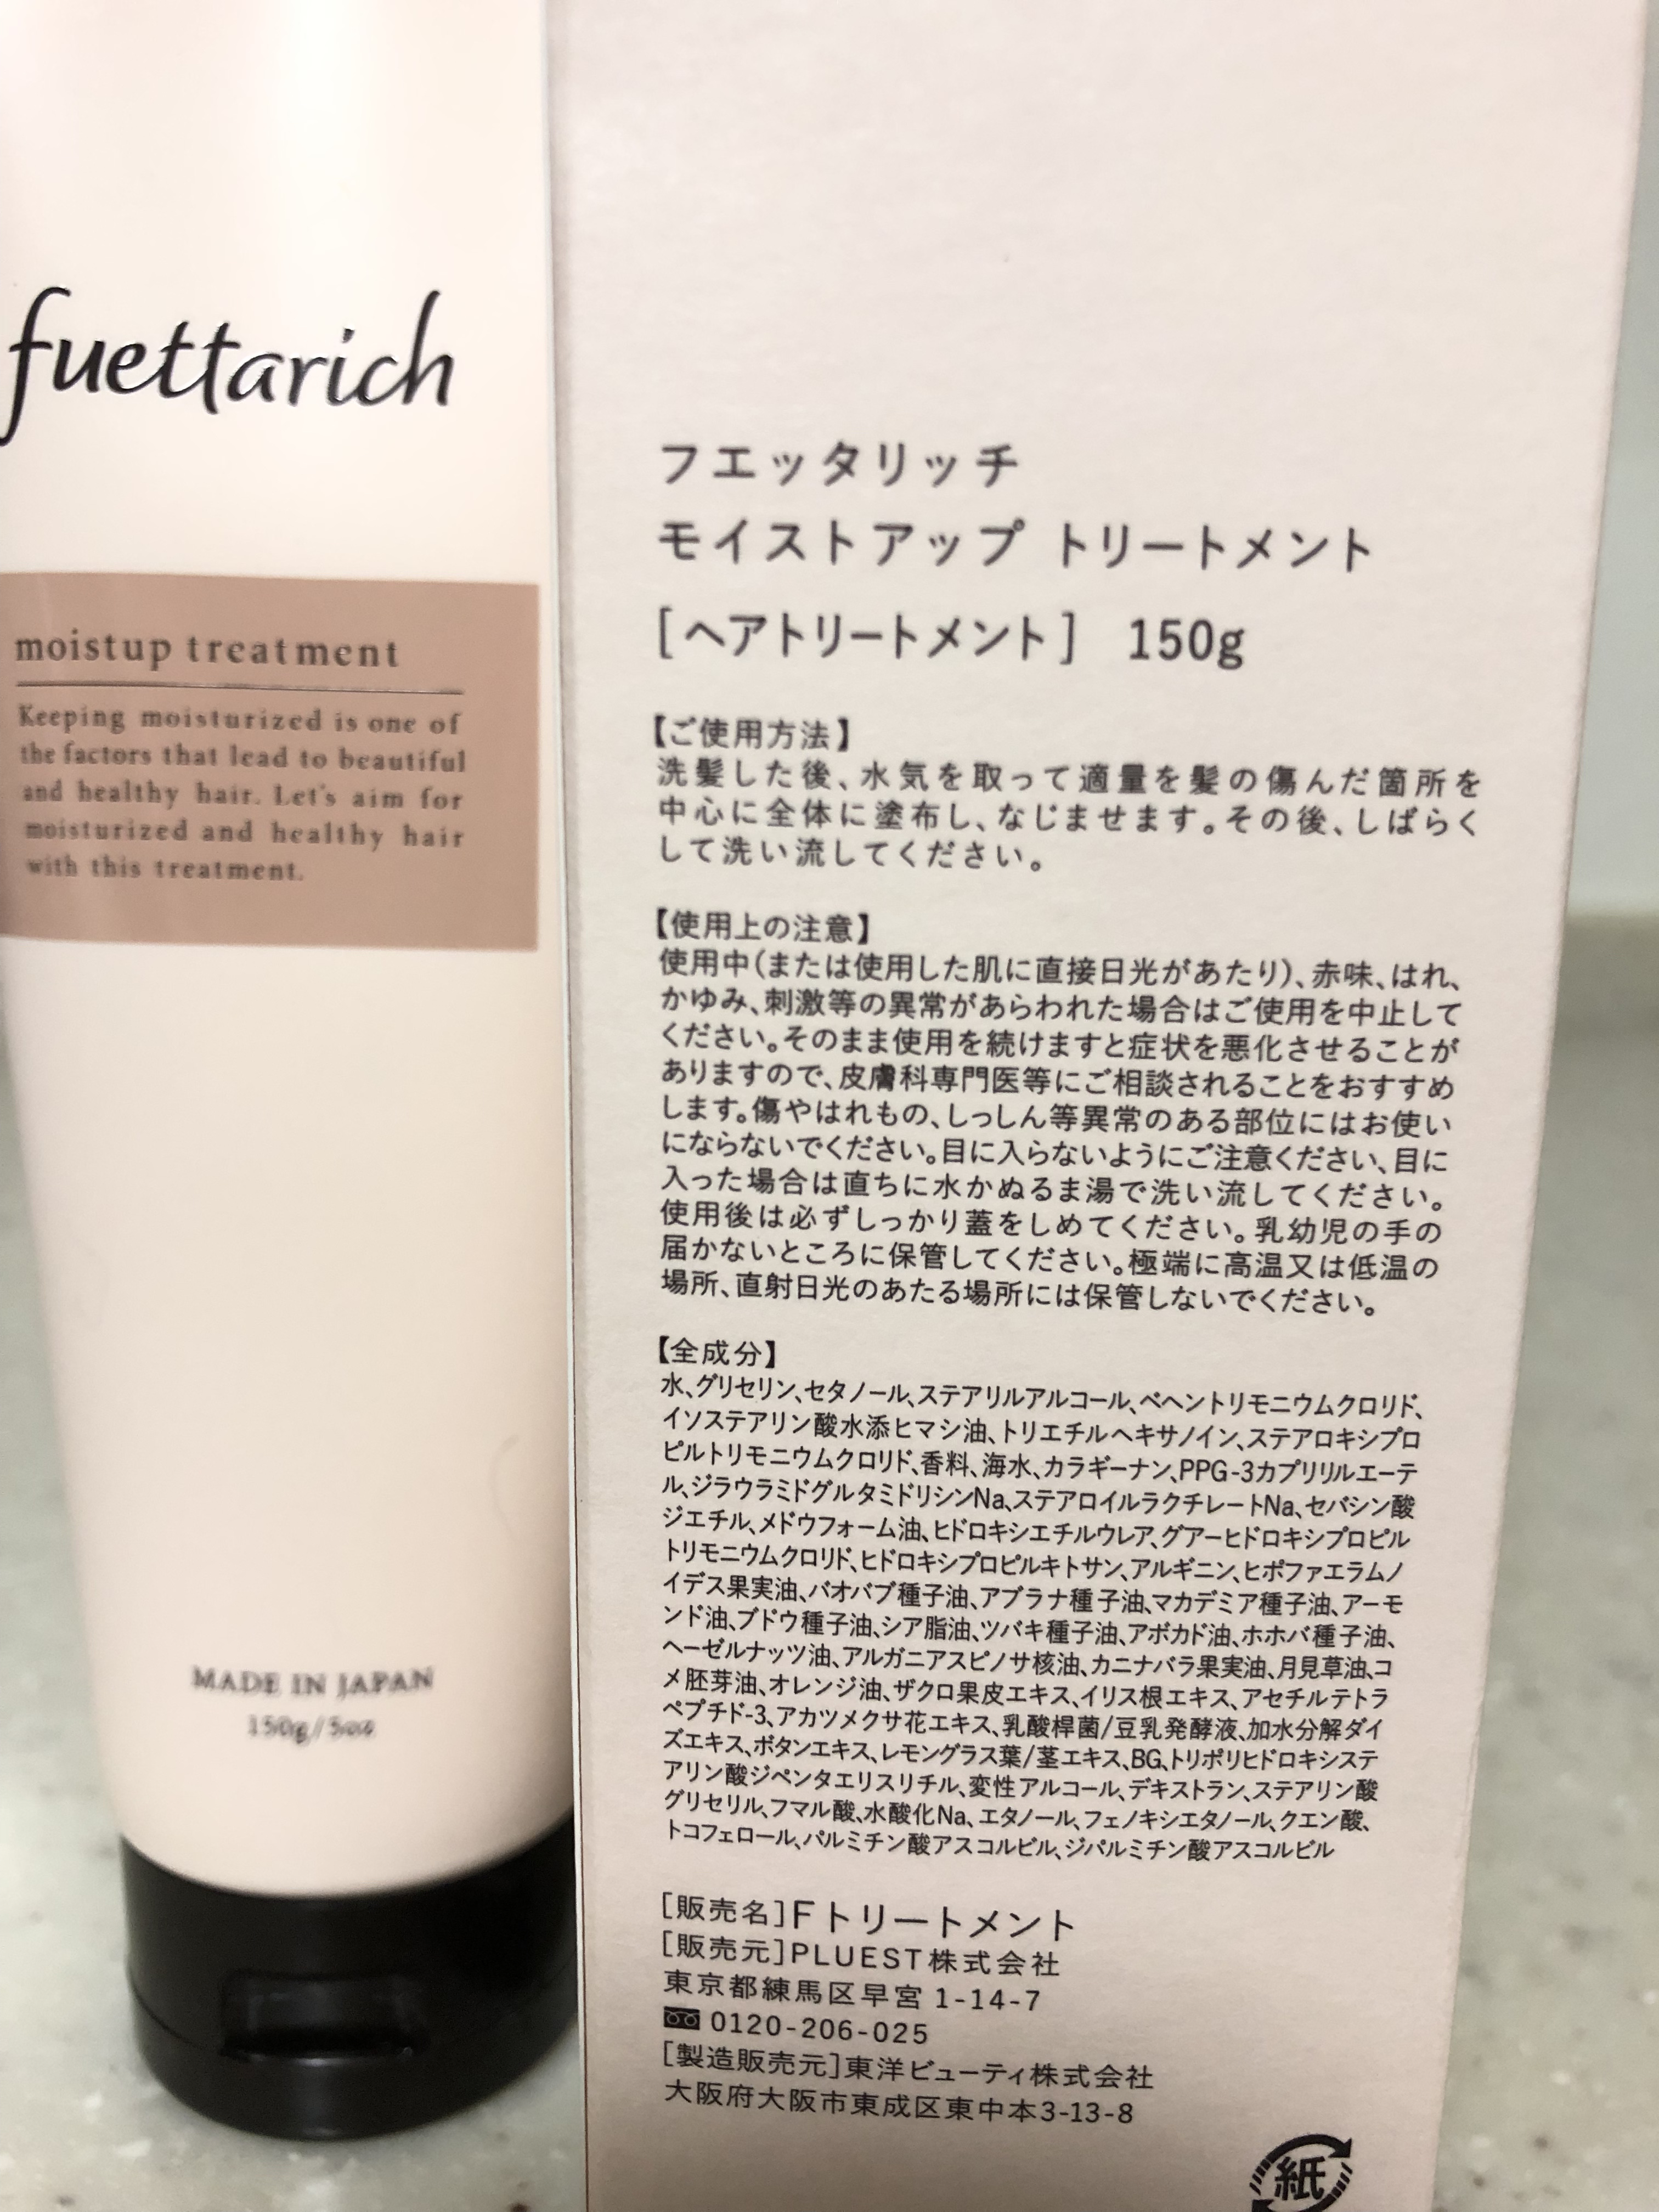 fuettarich
moistup treatment
Keeping moisturized is one of
the factors that lead to beautiful
and healthy hair. Let's aim for
moisturized and healthy hair
with this treatment.
MADE IN JAPAN
150g/5oz
フエッタリッチ
モイストアップ トリートメント
[ヘアトリートメント] 150g
【ご使用方法】
洗髪した後、水気を取って適量を髪の傷んだ箇所を
中心に全体に塗布し、なじませます。その後、しばらく
して洗い流してください。
【使用上の注意】
使用中(または使用した肌に直接日光があたり)、赤味、はれ、
かゆみ、刺激等の異常があらわれた場合はご使用を中止して
ください。そのまま使用を続けますと症状を悪化させることが
ありますので、皮膚科専門医等にご相談されることをおすすめ
します。傷やはれもの、しっしん等異常のある部位にはお使い
にならないでください。目に入らないようにご注意ください、目に
入った場合は直ちに水かぬるま湯で洗い流してください。
使用後は必ずしっかり蓋をしめてください。乳幼児の手の
届かないところに保管してください。極端に高温又は低温の
場所、直射日光のあたる場所には保管しないでください。
【全成分】
水、グリセリン、セタノール、ステアリルアルコール、ベヘントリモニウムクロリド、
イソステアリン酸水添ヒマシ油、トリエチルヘキサノイン、ステアロキシプロ
ピルトリモニウムクロリド、香料、海水、カラギーナン、PPG-3カプリリルエーテ
ル、ジラウラミドグルタミドリシンNa、ステアロイルラクチレートNa、セバシン酸
ジエチル、メドウフォーム油、ヒドロキシエチルウレア、グアーヒドロキシプロピル
トリモニウムクロリド、ヒドロキシプロピルキトサン、アルギニン、ヒポファエラムノ
イデス果実油、バオバブ種子油、アブラナ種子油、マカデミア種子油、アーモ
ンド油、ブドウ種子油、シア脂油、ツバキ種子油、アボカド油、ホホバ種子油、
ヘーゼルナッツ油、アルガニアスピノサ核油、カニナバラ果実油、月見草油、コ
メ胚芽油、オレンジ油、ザクロ果皮エキス、イリス根エキス、アセチルテトラ
ペプチド-3、アカツメクサ花エキス、乳酸桿菌/豆乳発酵液、加水分解ダイ
ズエキス、ボタンエキス、レモングラス葉/茎エキス、BG、トリポリヒドロキシステ
アリン酸ジペンタエリスリチル、変性アルコール、デキストラン、ステアリン酸
グリセリル、フマル酸、水酸化Na、エタノール、フェノキシエタノール、クエン酸、
トコフェロール、パルミチン酸アスコルビル、ジパルミチン酸アスコルビル
[販売名]Fトリートメント
[販売元]PLUEST株式会社
東京都練馬区早宮 1-14-7
0120-206-025
[製造販売元]東洋ビューティ株式会社
大阪府大阪市東成区東中本3-13-8
紙